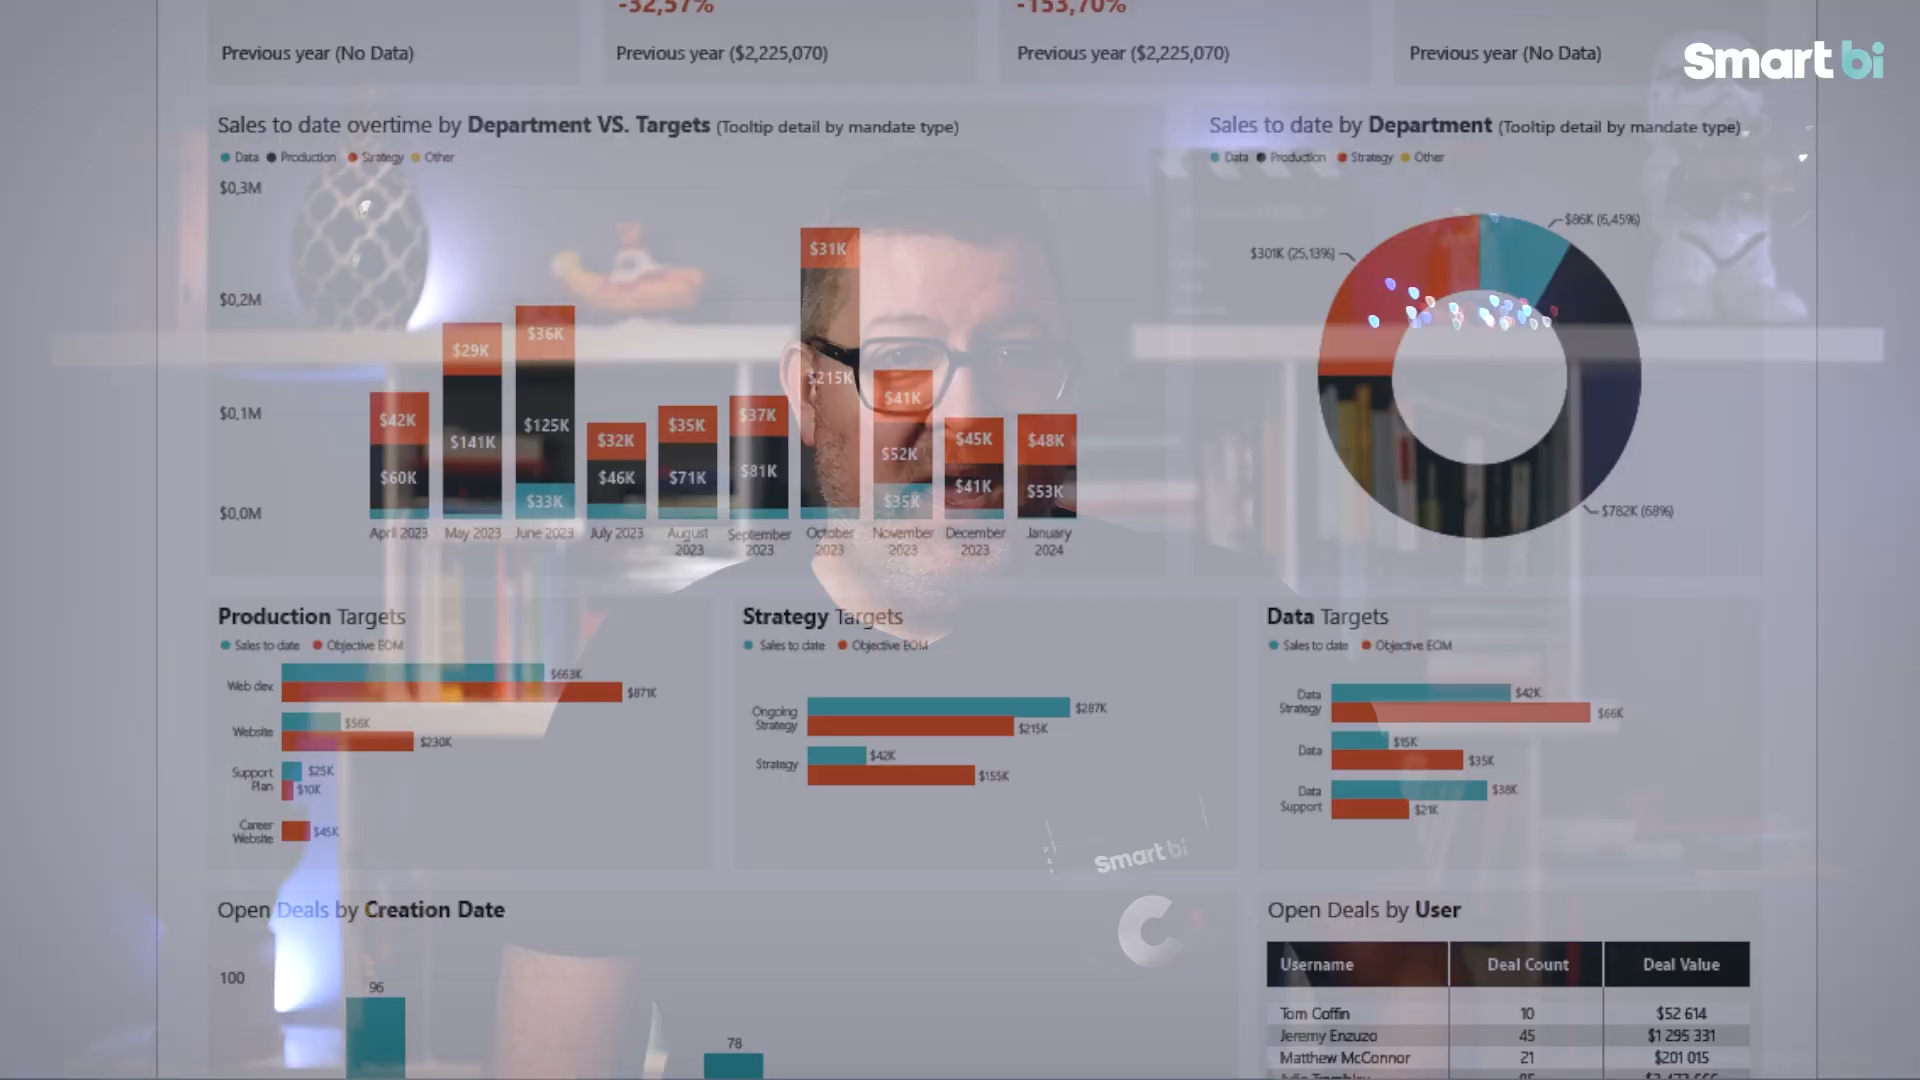 -32,57%
-153,70%
Previous year (No Data)
Previous year ($2,225,070)
Previous year ($2,225,070)
Previous year (No Data)
Smart bi
Sales to date overtime by Department VS. Targets (Tooltip detail by mandate type)
Data Production Strategy Other
$0,3M
$0,2M
$0,1M
$0,0M
$42K
$60K
$29K
$141K
$36K
$125K
$33K
$32K
$46K
$35K
$71K
$37K
$81K
$31K
$215K
$41K
$52K
$35K
$45K
$41K
$48K
$53K
April 2023
May 2023
June 2023
July 2023
August
2023
September
2023
October
2023
November
2023
December
2023
January
2024
Sales to date by Department (Tooltip detail by mandate type)
Data Production Strategy Other
$86K (6,45%)
$301K (25,13%)
$782K (68%)
Production Targets
Sales to date Objective EOM
Web dev
$663K
$871K
Website
$56K
$230K
Support
Plan
$25K
$10K
Career
Website
$45K
Strategy Targets
Sales to date Objective EOM
Ongoing
Strategy
$287K
$215K
Strategy
$42K
$155K
Data Targets
Sales to date Objective EOM
Data
Strategy
$42K
$66K
Data
$15K
$35K
Data
Support
$38K
$21K
Smart bi
Open Deals by Creation Date
100
96
78
Open Deals by User
Username Deal Count Deal Value
Tom Coffin 10 $52 614
Jeremy Enzuzo 45 $1 295 331
Matthew McConnor 21 $201 015